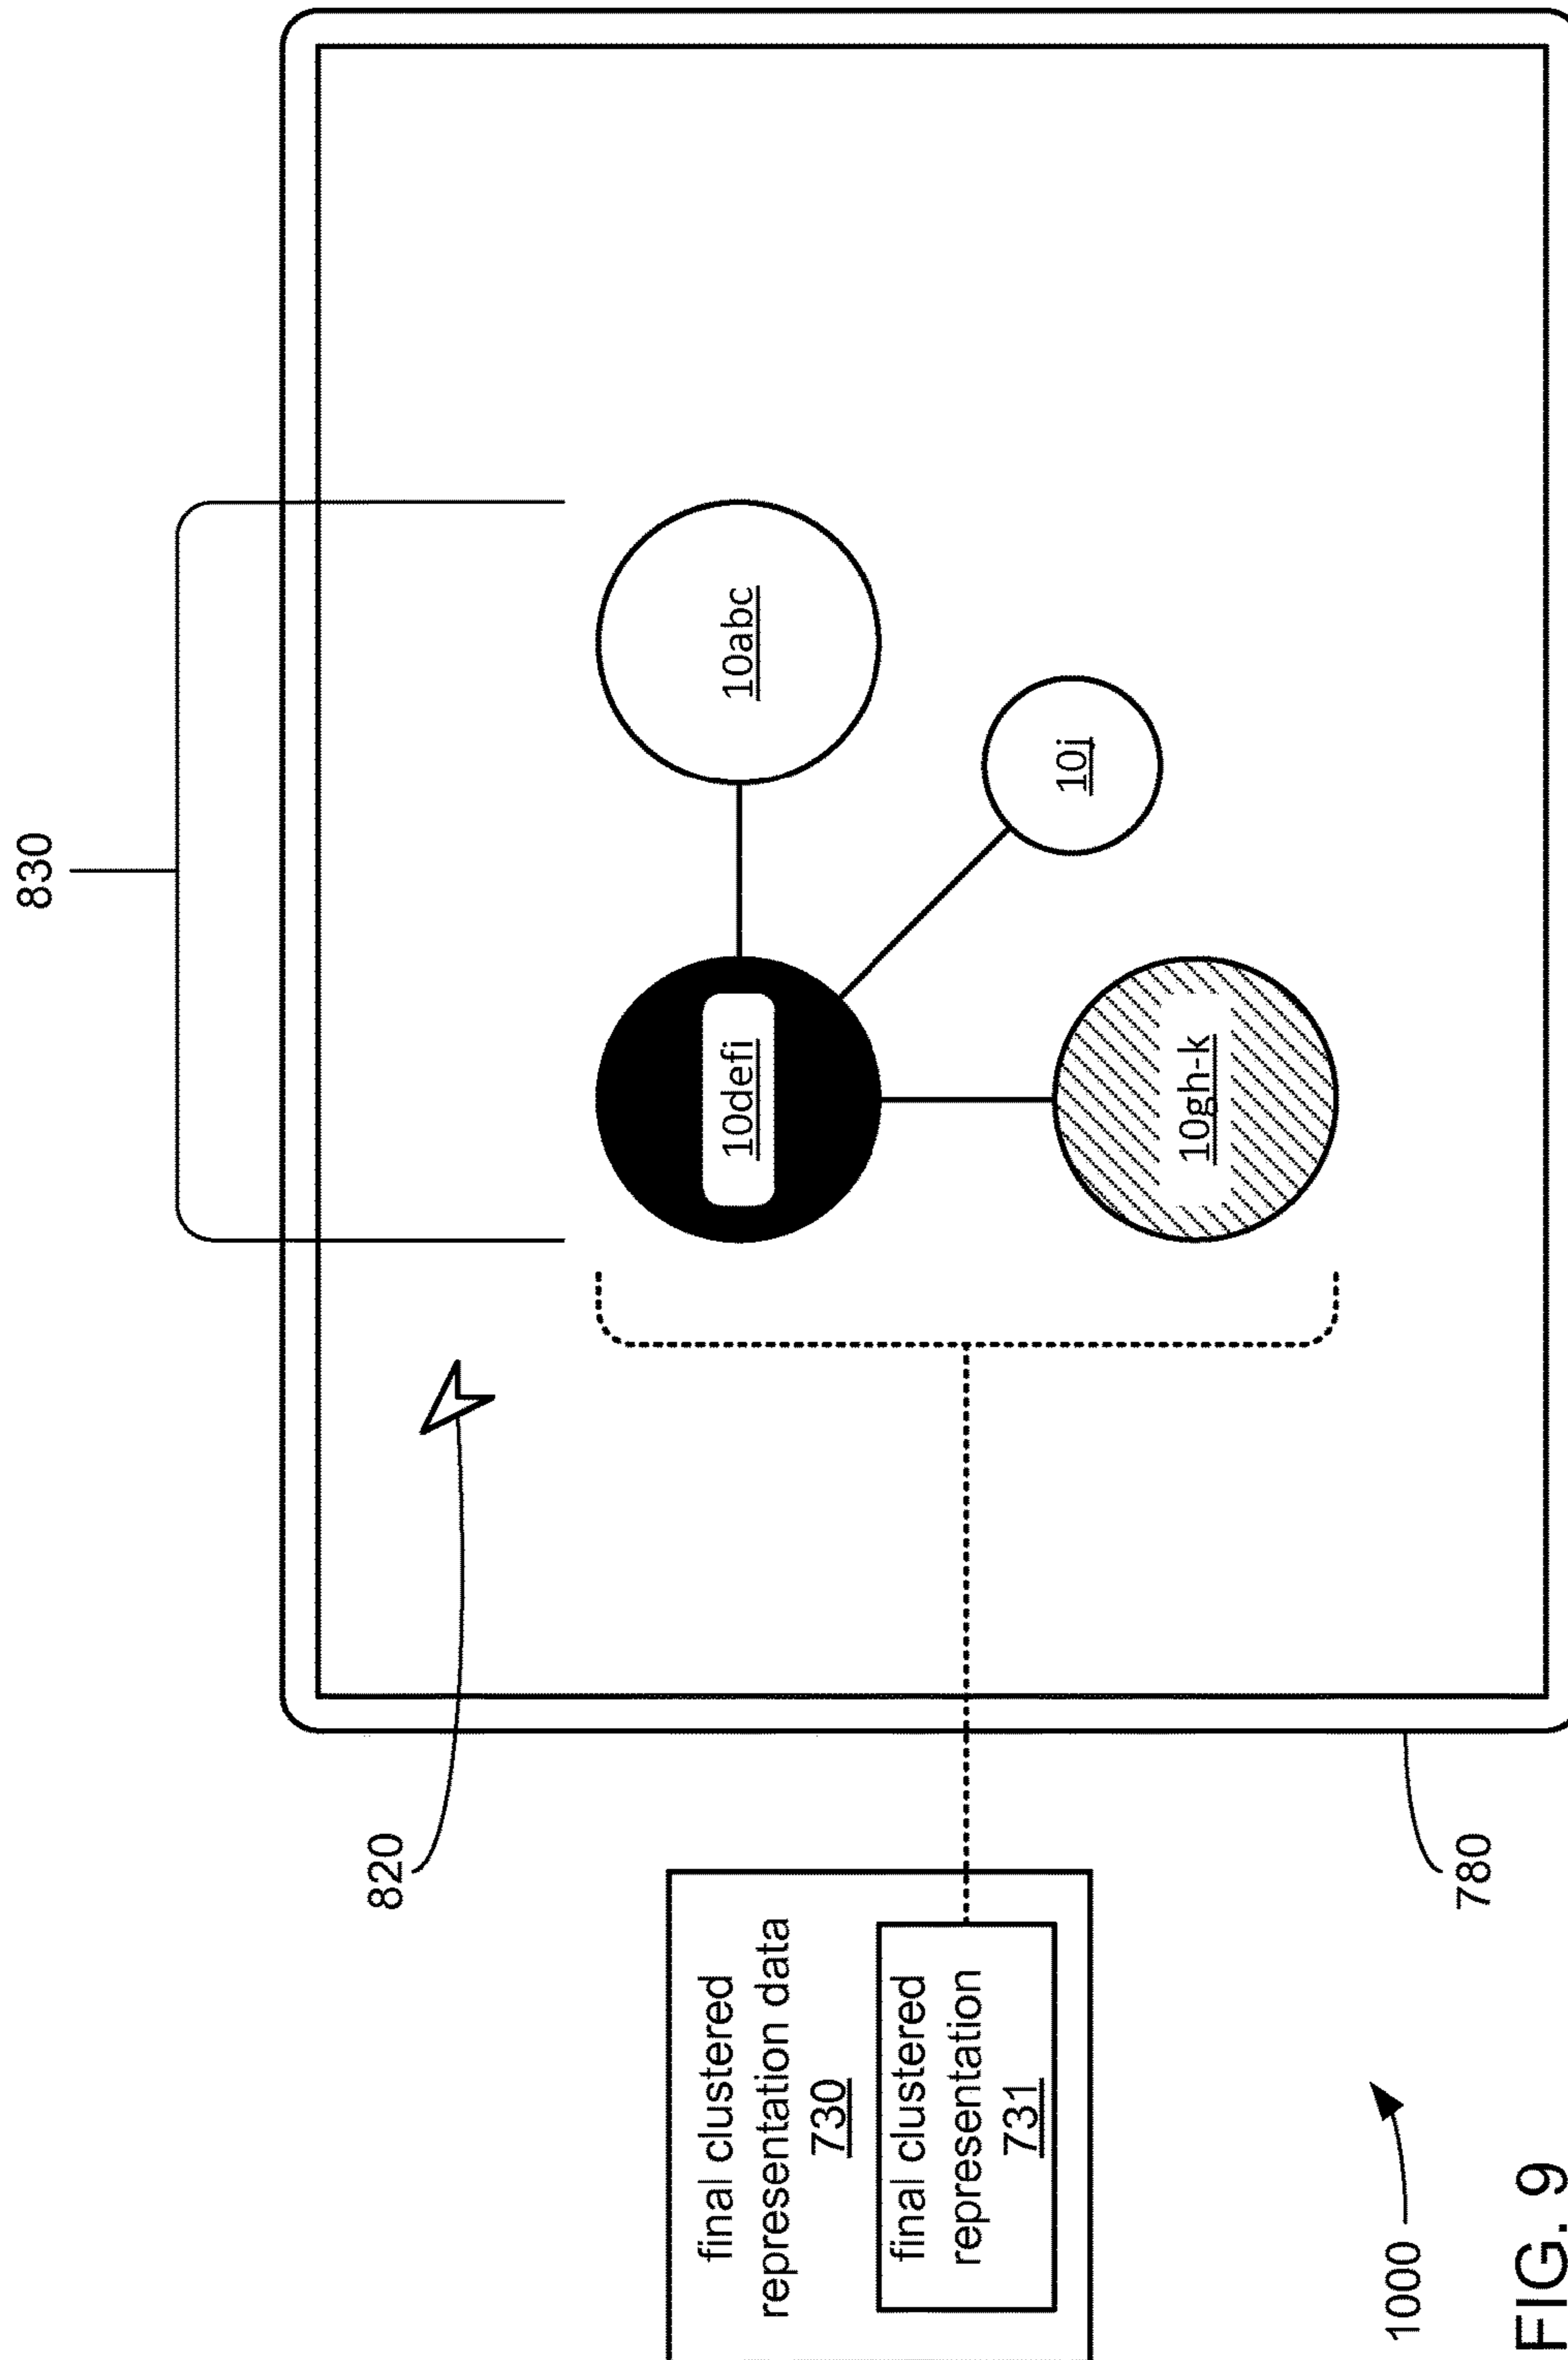 830
820
final clustered
representation data
730
final clustered
representation
731
10defi
10abc
10j
10gh-k
780
1000
FIG. 9